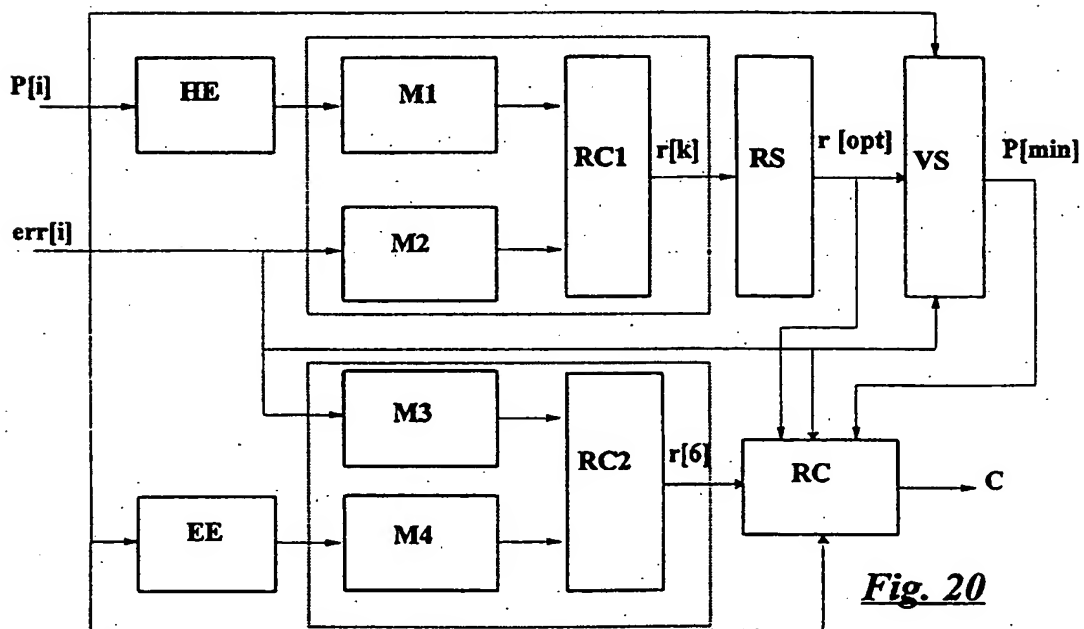 P[i]
HE
M1
RC1
r[k]
RS
r [opt]
VS
P[min]
err[i]
M2
M3
RC2
r[6]
RC
C
EE
M4
Fig. 20